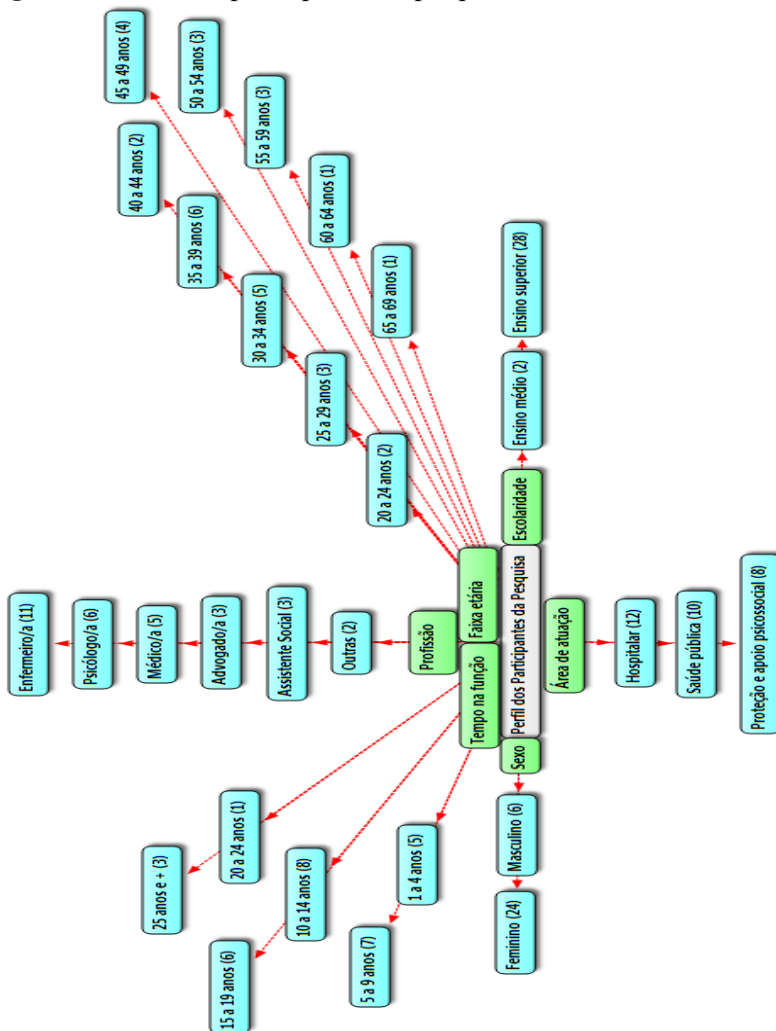 Perfil dos Participantes da Pesquisa
Faixa etária
20 a 24 anos (2)
25 a 29 anos (3)
30 a 34 anos (5)
35 a 39 anos (6)
40 a 44 anos (2)
45 a 49 anos (4)
50 a 54 anos (3)
55 a 59 anos (3)
60 a 64 anos (1)
65 a 69 anos (1)
Escolaridade
Ensino médio (2)
Ensino superior (28)
Profissão
Outras (2)
Assistente Social (3)
Advogado/a (3)
Médico/a (5)
Psicólogo/a (6)
Enfermeiro/a (11)
Tempo na função
1 a 4 anos (5)
5 a 9 anos (7)
10 a 14 anos (8)
15 a 19 anos (6)
20 a 24 anos (1)
25 anos e + (3)
Sexo
Masculino (6)
Feminino (24)
Área de atuação
Hospitalar (12)
Saúde pública (10)
Proteção e apoio psicossocial (8)